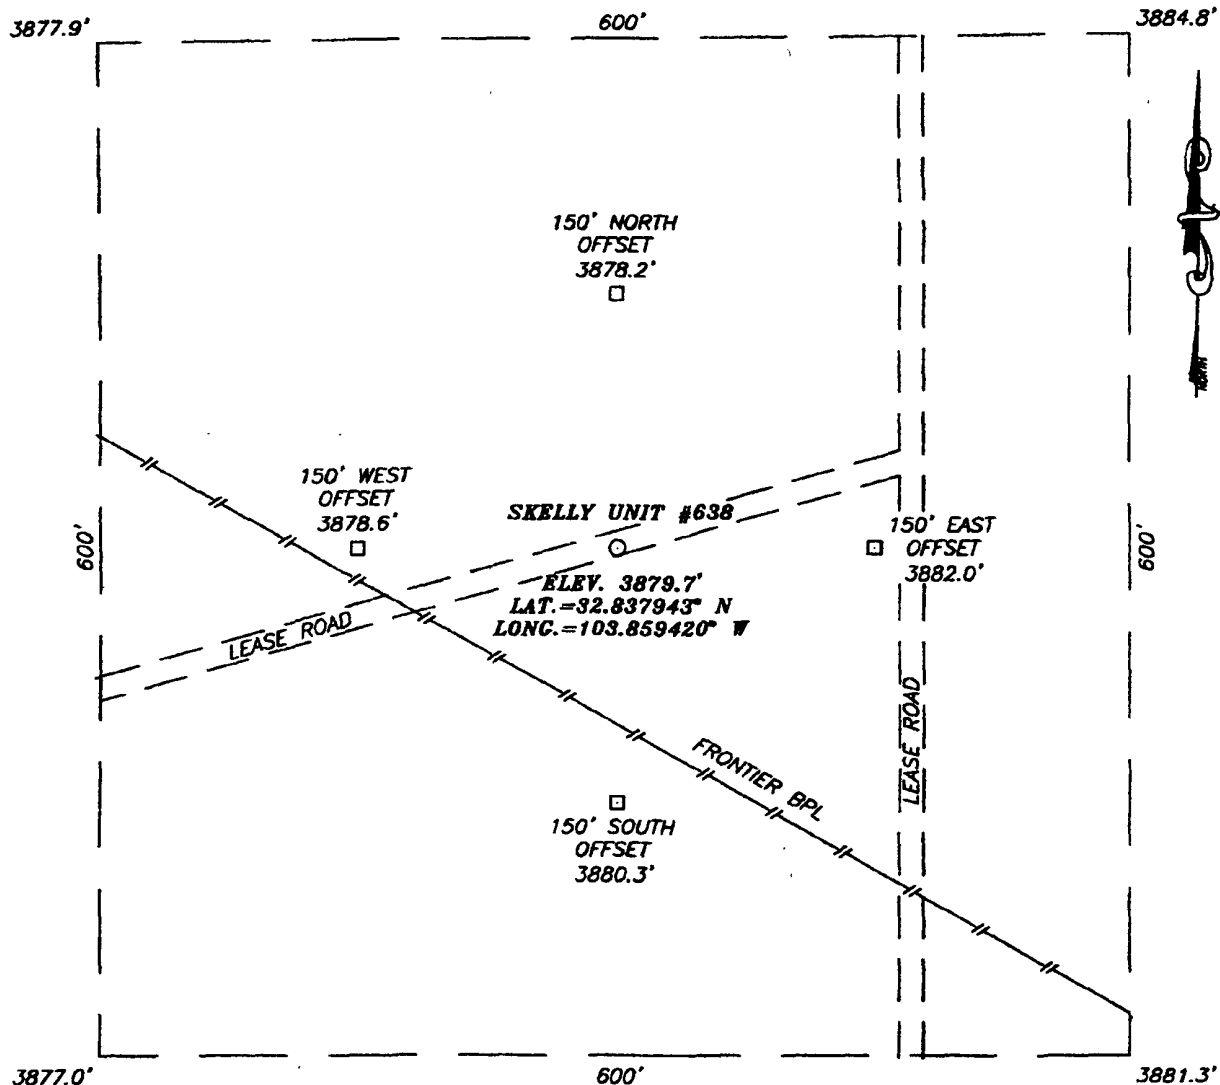 3877.9'
600'
3884.8'
150' NORTH
OFFSET
3878.2'
NORTH
150' WEST
OFFSET
3878.6'
SKELLY UNIT #638
150' EAST
OFFSET
3882.0'
600'
600'
ELEV. 3879.7'
LAT.=32.837943° N
LONG.=103.859420° W
LEASE ROAD
LEASE ROAD
FRONTIER BPL
150' SOUTH
OFFSET
3880.3'
3877.0'
600'
3881.3'